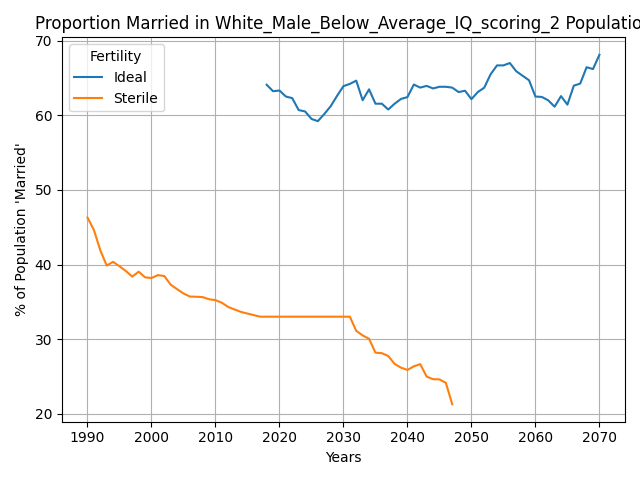 Proportion Married in White_Male_Below_Average_IQ_scoring_2 Populatio
Fertility
Ideal
Sterile
% of Population 'Married'
70
60
50
40
30
20
1990 2000 2010 2020 2030 2040 2050 2060 2070
Years